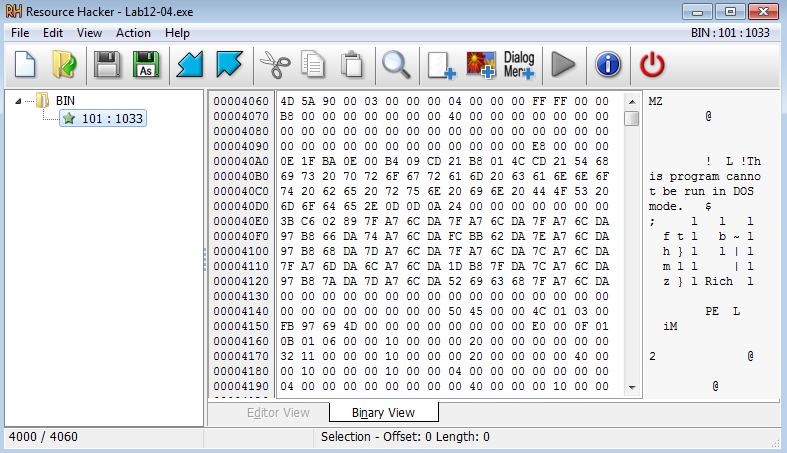 RH Resource Hacker - Lab12-04.exe
File Edit View Action Help BIN : 101 : 1033
As Dialog Menu
BIN
101 : 1033
00004060 4D 5A 90 00 03 00 00 00 04 00 00 00 FF FF 00 00 MZ
00004070 B8 00 00 00 00 00 00 00 40 00 00 00 00 00 00 00 @
00004080 00 00 00 00 00 00 00 00 00 00 00 00 00 00 00 00
00004090 00 00 00 00 00 00 00 00 00 00 00 00 E8 00 00 00
000040A0 0E 1F BA 0E 00 B4 09 CD 21 B8 01 4C CD 21 54 68 ! L !Th
000040B0 69 73 20 70 72 6F 67 72 61 6D 20 63 61 6E 6E 6F is program canno
000040C0 74 20 62 65 20 72 75 6E 20 69 6E 20 44 4F 53 20 t be run in DOS
000040D0 6D 6F 64 65 2E 0D 0D 0A 24 00 00 00 00 00 00 00 mode. $
000040E0 3B C6 02 89 7F A7 6C DA 7F A7 6C DA 7F A7 6C DA ; l l l
000040F0 97 B8 66 DA 74 A7 6C DA FC BB 62 DA 7E A7 6C DA f t l b ~ l
00004100 97 B8 68 DA 7D A7 6C DA 7F A7 6C DA 7C A7 6C DA h } l l | l
00004110 7F A7 6D DA 6C A7 6C DA 1D B8 7F DA 7C A7 6C DA m l l | l
00004120 97 B8 7A DA 7D A7 6C DA 52 69 63 68 7F A7 6C DA z } l Rich l
00004130 00 00 00 00 00 00 00 00 00 00 00 00 00 00 00 00
00004140 00 00 00 00 00 00 00 00 50 45 00 00 4C 01 03 00 PE L
00004150 FB 97 69 4D 00 00 00 00 00 00 00 00 E0 00 0F 01 iM
00004160 0B 01 06 00 00 10 00 00 00 20 00 00 00 00 00 00
00004170 32 11 00 00 00 10 00 00 00 20 00 00 00 00 40 00 2 @
00004180 00 10 00 00 00 10 00 00 04 00 00 00 00 00 00 00
00004190 04 00 00 00 00 00 00 00 00 40 00 00 00 10 00 00 @
Editor View Binary View
4000 / 4060 Selection - Offset: 0 Length: 0